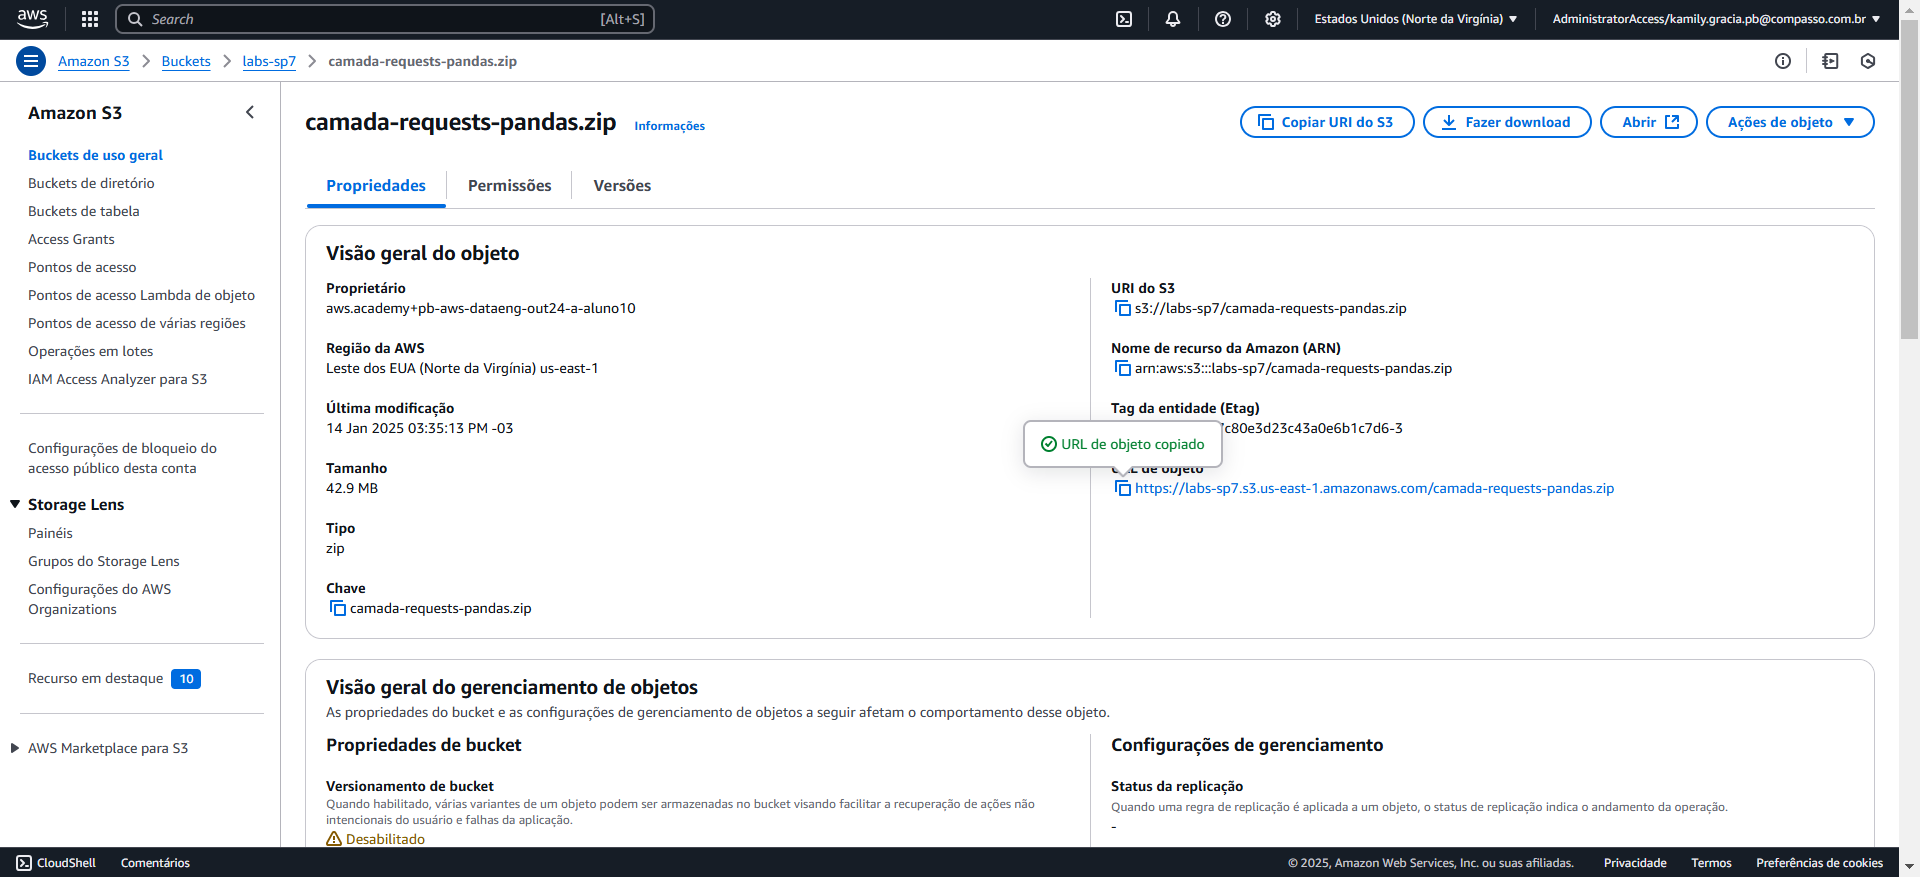 aws
Search
[Alt+S]
Estados Unidos (Norte da Virgínia)
AdministratorAccess/kamily.gracia.pb@compasso.com.br
Amazon S3
Buckets
labs-sp7
camada-requests-pandas.zip
Amazon S3
Buckets de uso geral
Buckets de diretório
Buckets de tabela
Access Grants
Pontos de acesso
Pontos de acesso Lambda de objeto
Pontos de acesso de várias regiões
Operações em lotes
IAM Access Analyzer para S3
Configurações de bloqueio do
acesso público desta conta
Storage Lens
Painéis
Grupos do Storage Lens
Configurações do AWS
Organizations
Recurso em destaque 10
AWS Marketplace para S3
camada-requests-pandas.zip
Informações
Copiar URI do S3
Fazer download
Abrir
Ações de objeto
Propriedades
Permissões
Versões
Visão geral do objeto
Proprietário
aws.academy+pb-aws-dataeng-out24-a-aluno10
Região da AWS
Leste dos EUA (Norte da Virgínia) us-east-1
Última modificação
14 Jan 2025 03:35:13 PM -03
Tamanho
42.9 MB
Tipo
zip
Chave
camada-requests-pandas.zip
URI do S3
s3://labs-sp7/camada-requests-pandas.zip
Nome de recurso da Amazon (ARN)
arn:aws:s3:::labs-sp7/camada-requests-pandas.zip
Tag da entidade (Etag)
c80e3d23c43a0e6b1c7d6-3
URL de objeto copiado
de objeto
https://labs-sp7.s3.us-east-1.amazonaws.com/camada-requests-pandas.zip
Visão geral do gerenciamento de objetos
As propriedades do bucket e as configurações de gerenciamento de objetos a seguir afetam o comportamento desse objeto.
Propriedades de bucket
Versionamento de bucket
Quando habilitado, várias variantes de um objeto podem ser armazenadas no bucket visando facilitar a recuperação de ações não
intencionais do usuário e falhas da aplicação.
Desabilitado
Configurações de gerenciamento
Status da replicação
Quando uma regra de replicação é aplicada a um objeto, o status de replicação indica o andamento da operação.
-
CloudShell
Comentários
© 2025, Amazon Web Services, Inc. ou suas afiliadas.
Privacidade
Termos
Preferências de cookies